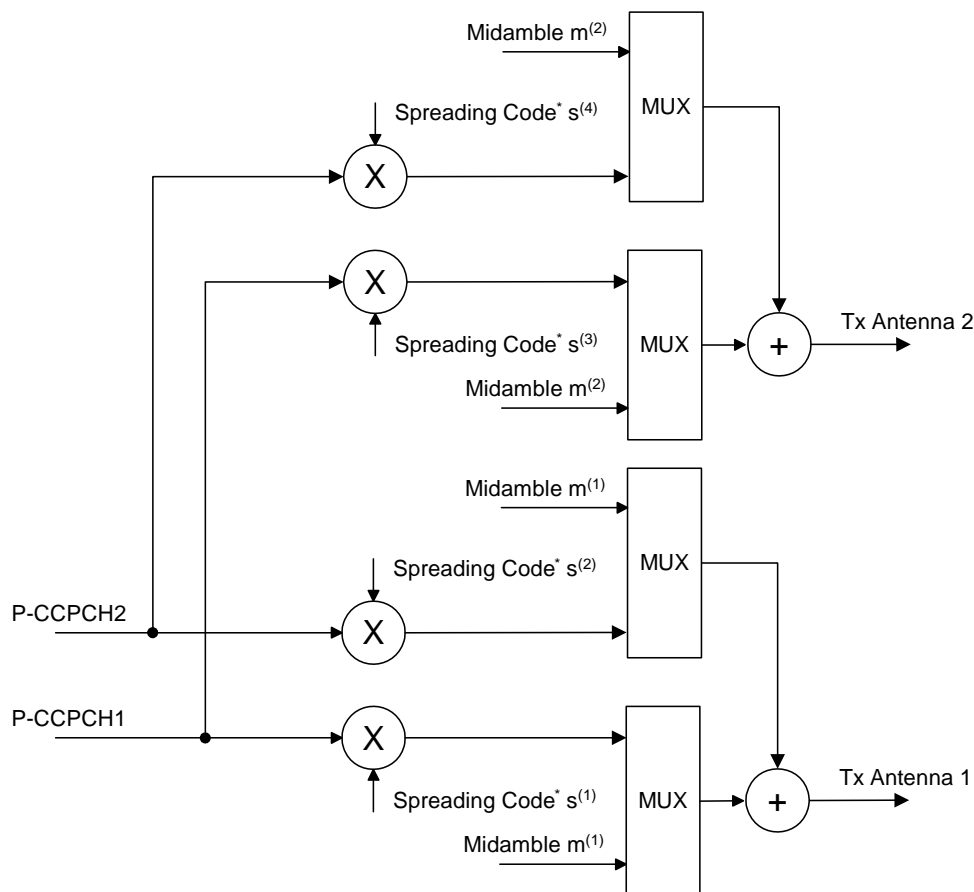 Midamble m(2)
MUX
Spreading Code* s(4)
X
X
Tx Antenna 2
Spreading Code* s(3)
MUX
+
Midamble m(2)
Midamble m(1)
MUX
Spreading Code* s(2)
P-CCPCH2
X
P-CCPCH1
X
Tx Antenna 1
Spreading Code* s(1)
MUX
+
Midamble m(1)